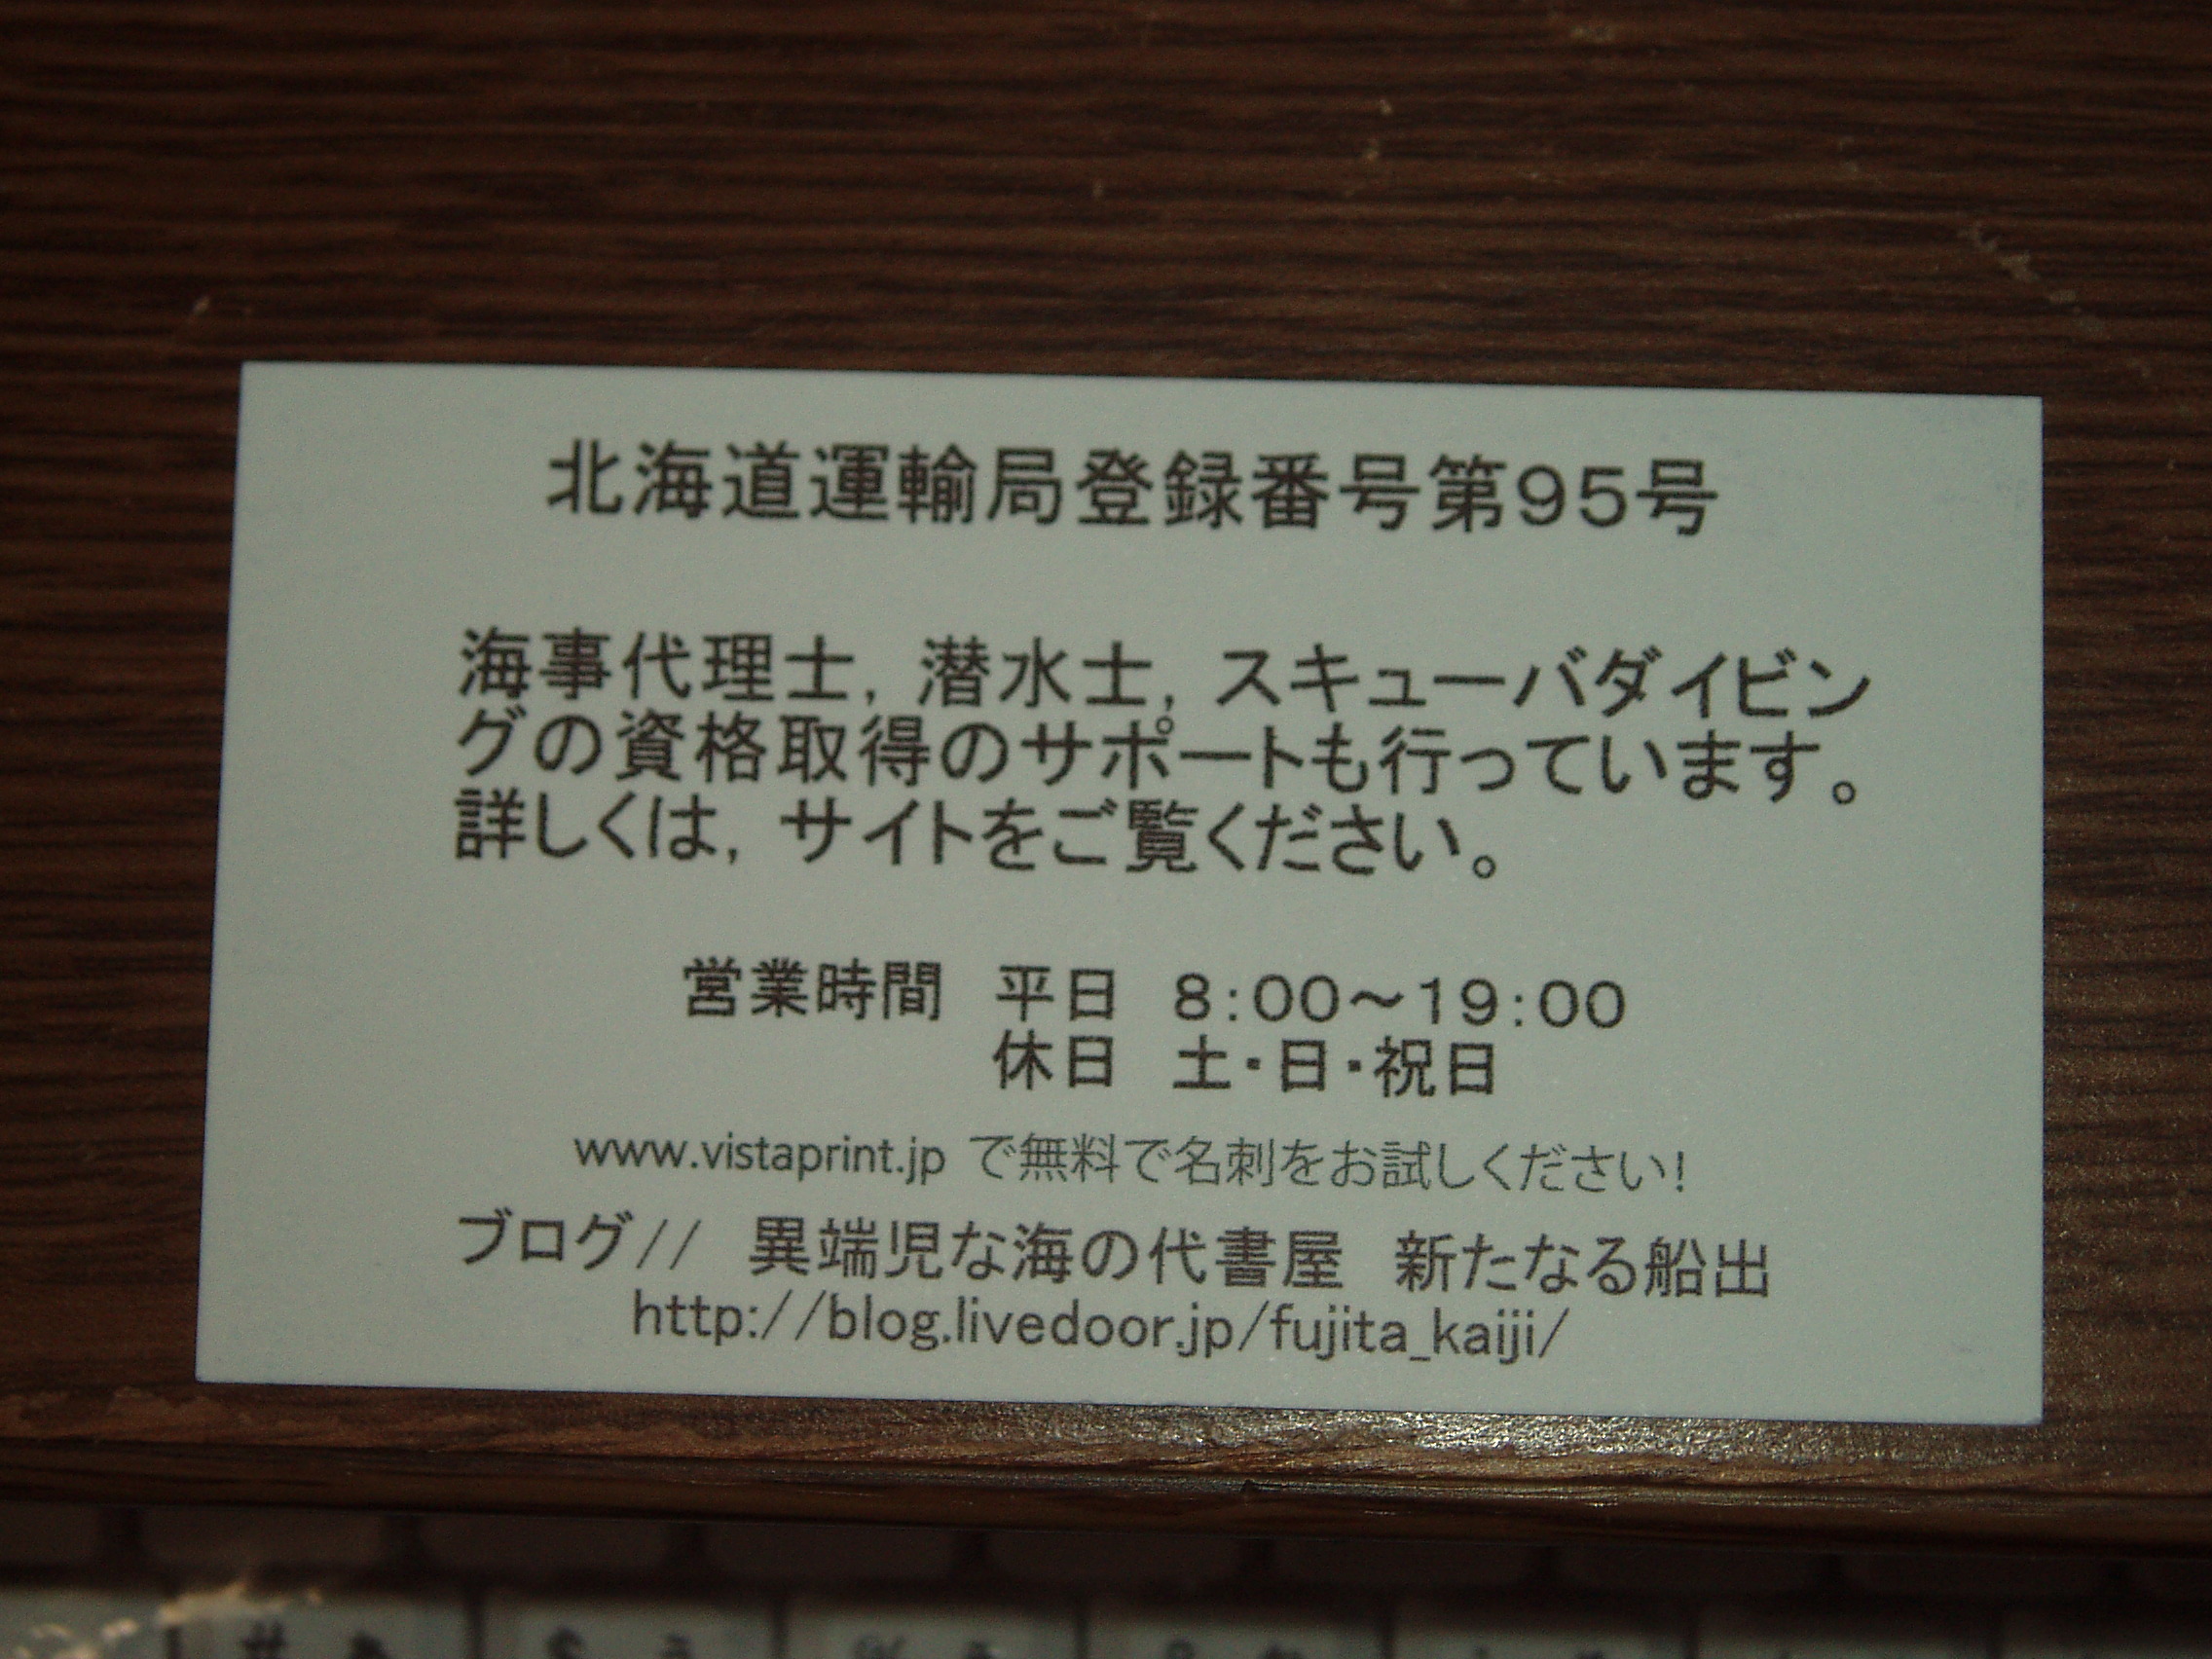 北海道運輸局登録番号第95号
海事代理士，潜水士，スキューバダイビン
グの資格取得のサポートも行っています。
詳しくは，サイトをご覧ください。
営業時間　平日　8:00～19:00
休日　土・日・祝日
www.vistaprint.jp で無料で名刺をお試しください!
ブログ//　異端児な海の代書屋　新たなる船出
http://blog.livedoor.jp/fujita_kaiji/